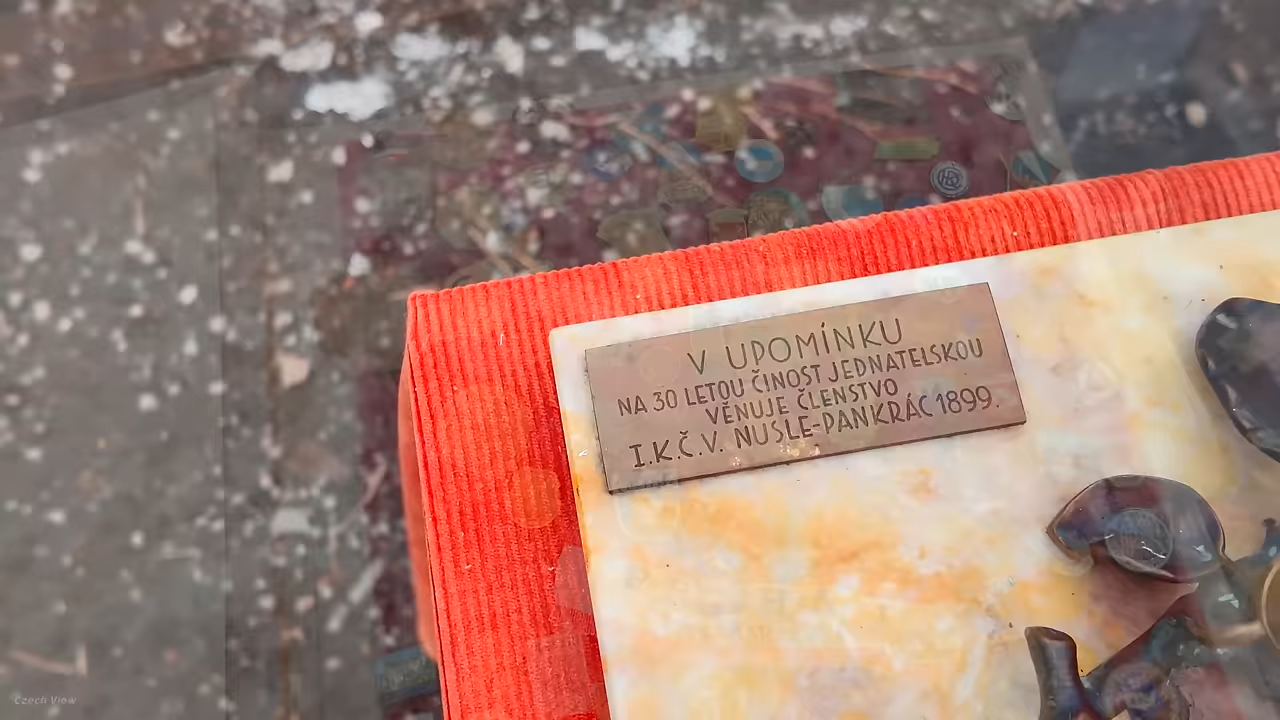 V UPOMÍNKU
NA 30 LETOU ČINOST JEDNATELSKOU
VĚNUJE ČLENSTVO
I.K.Č.V. NUSLE-PANKRÁC 1899.
Czech View